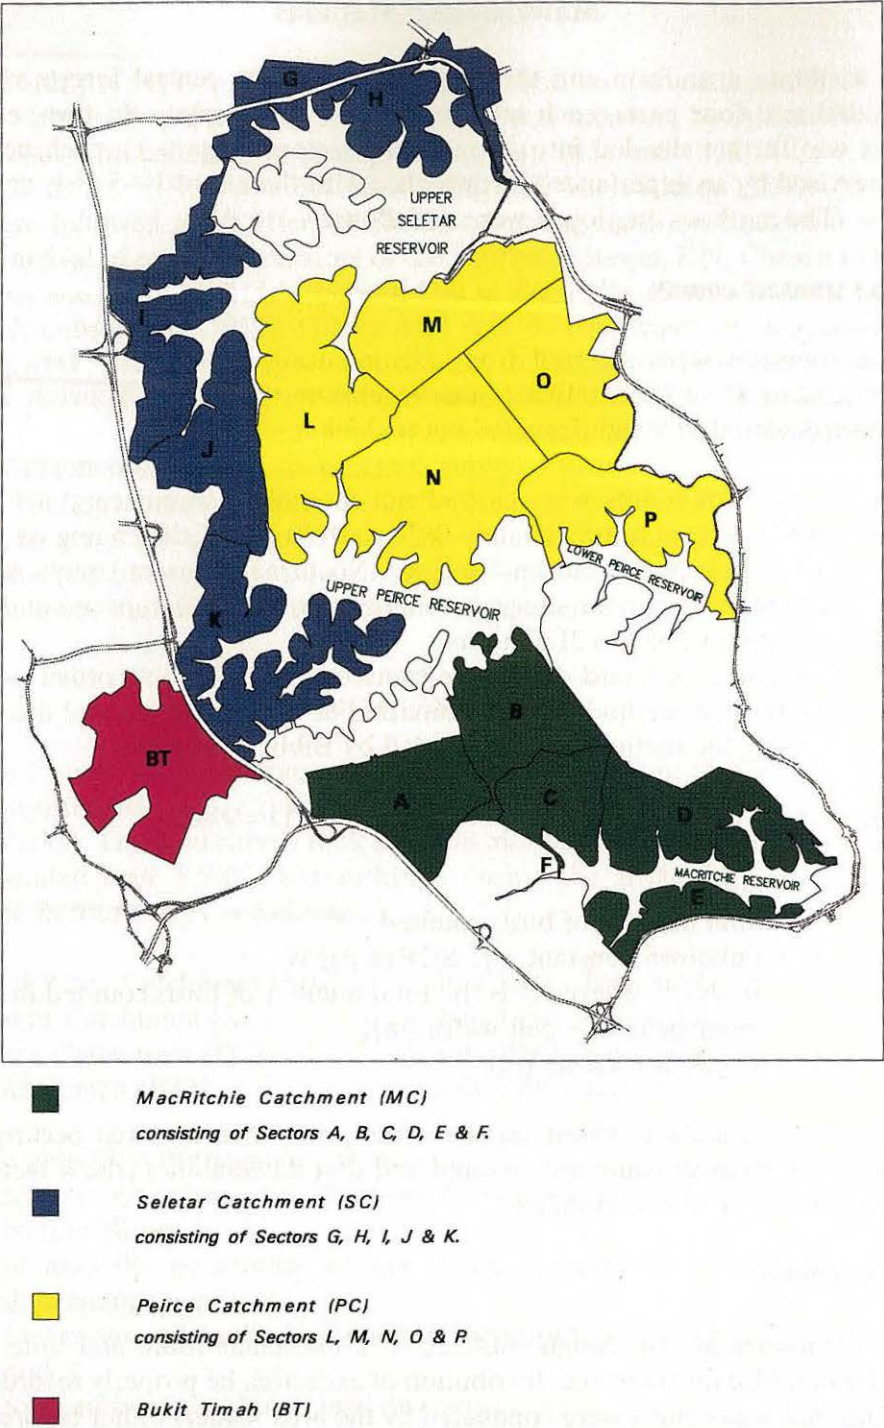 G
H
UPPER
SELETAR
RESERVOIR
I
M
O
L
J
N
P
LOWER PEIRCE RESERVOIR
UPPER PEIRCE RESERVOIR
K
B
BT
A
C
D
F
MACRITCHIE RESERVOIR
E
MacRitchie Catchment (MC)
consisting of Sectors A, B, C, D, E & F.
Seletar Catchment (SC)
consisting of Sectors G, H, I, J & K.
Peirce Catchment (PC)
consisting of Sectors L, M, N, O & P.
Bukit Timah (BT)